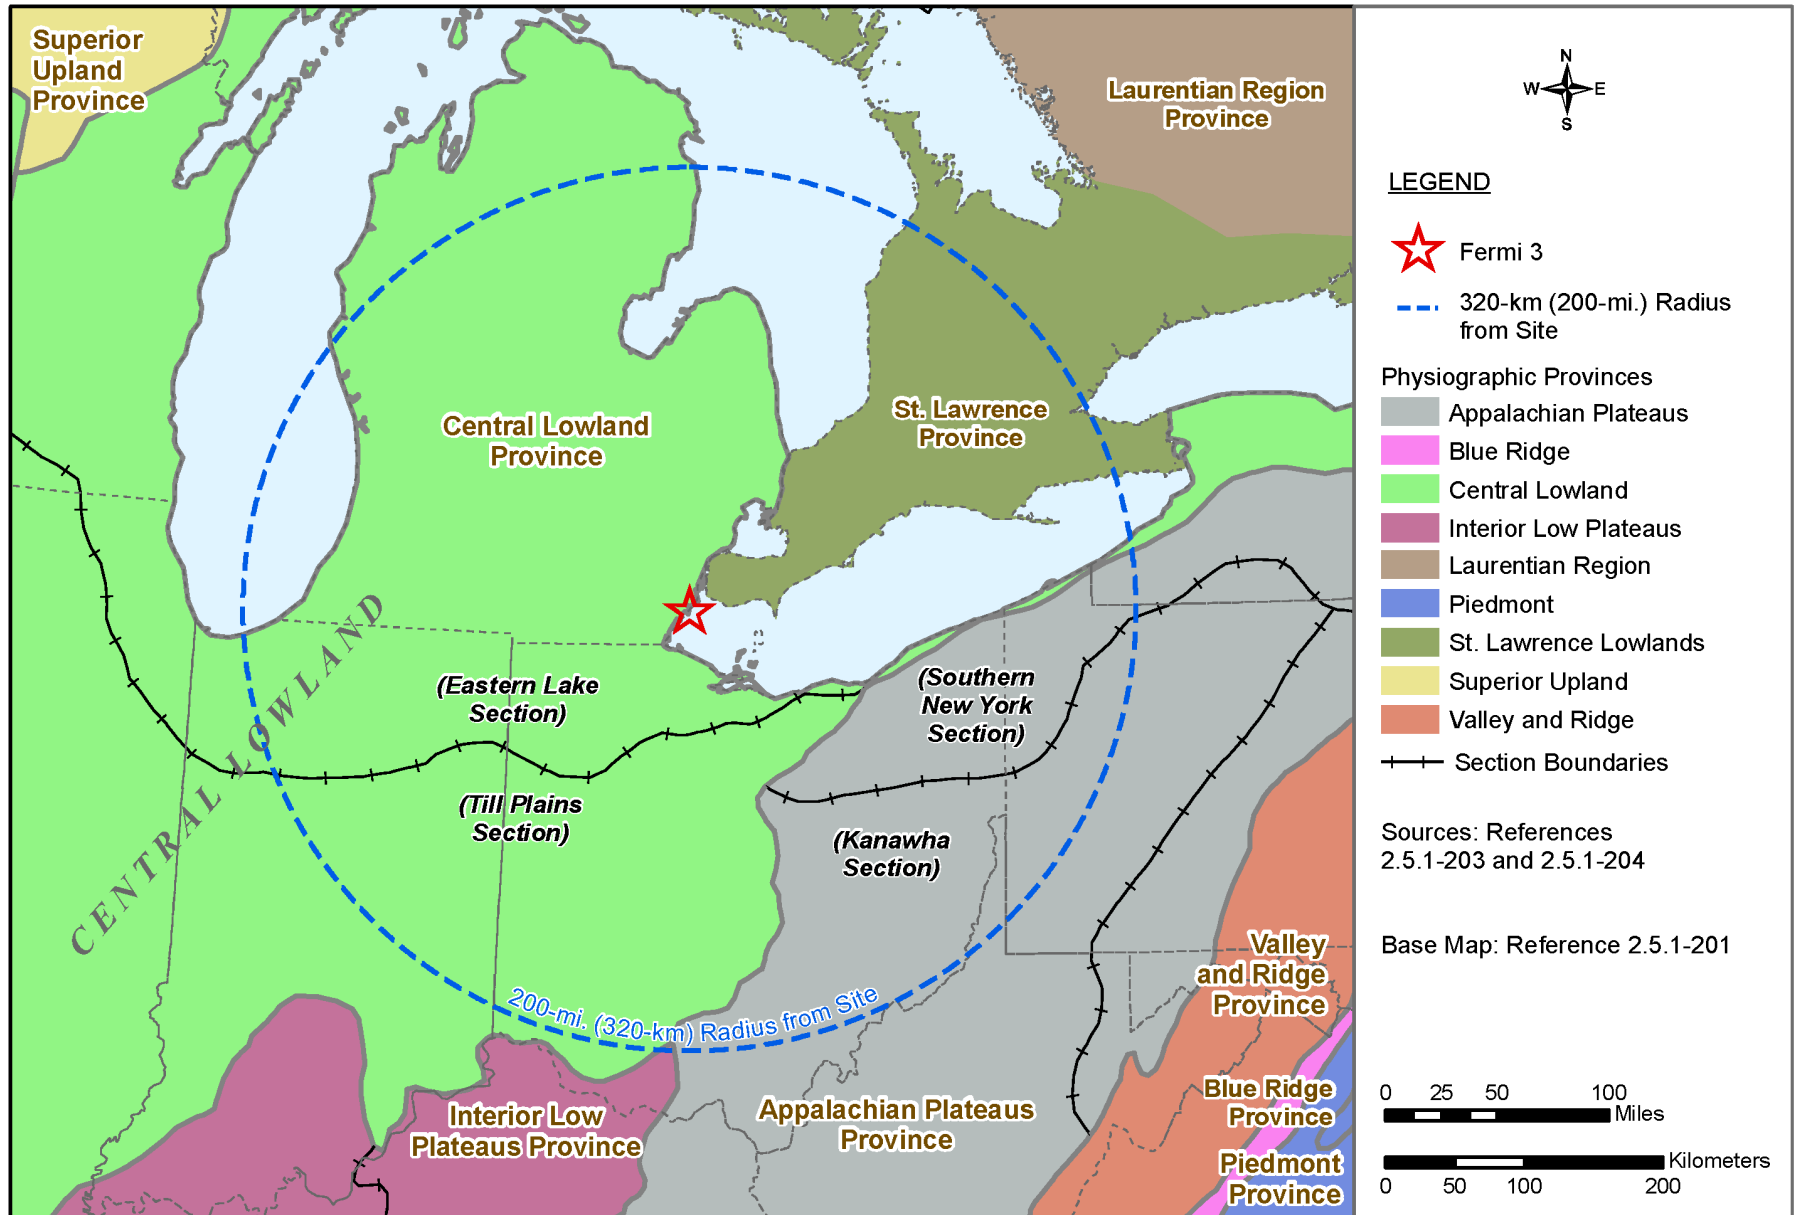 Superior
Upland
Province
Laurentian Region
Province
Central Lowland
Province
St. Lawrence
Province
CENTRAL LOWLAND
(Eastern Lake
Section)
(Southern
New York
Section)
(Till Plains
Section)
(Kanawha
Section)
200-mi. (320-km) Radius from Site
Valley
and Ridge
Province
Interior Low
Plateaus Province
Appalachian Plateaus
Province
Blue Ridge
Province
Piedmont
Province
N
W E
S
LEGEND
Fermi 3
320-km (200-mi.) Radius
from Site
Physiographic Provinces
Appalachian Plateaus
Blue Ridge
Central Lowland
Interior Low Plateaus
Laurentian Region
Piedmont
St. Lawrence Lowlands
Superior Upland
Valley and Ridge
Section Boundaries
Sources: References
2.5.1-203 and 2.5.1-204
Base Map: Reference 2.5.1-201
0 25 50 100
Miles
Kilometers
0 50 100 200